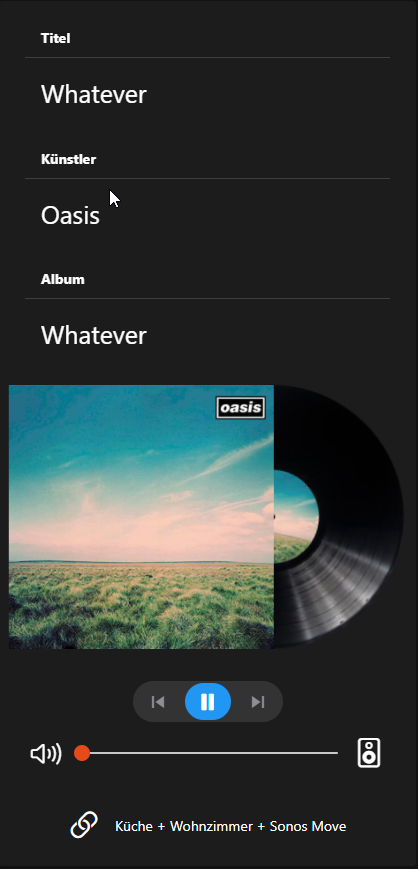 Titel
Whatever
Künstler
Oasis
Album
Whatever
oasis
Küche + Wohnzimmer + Sonos Move